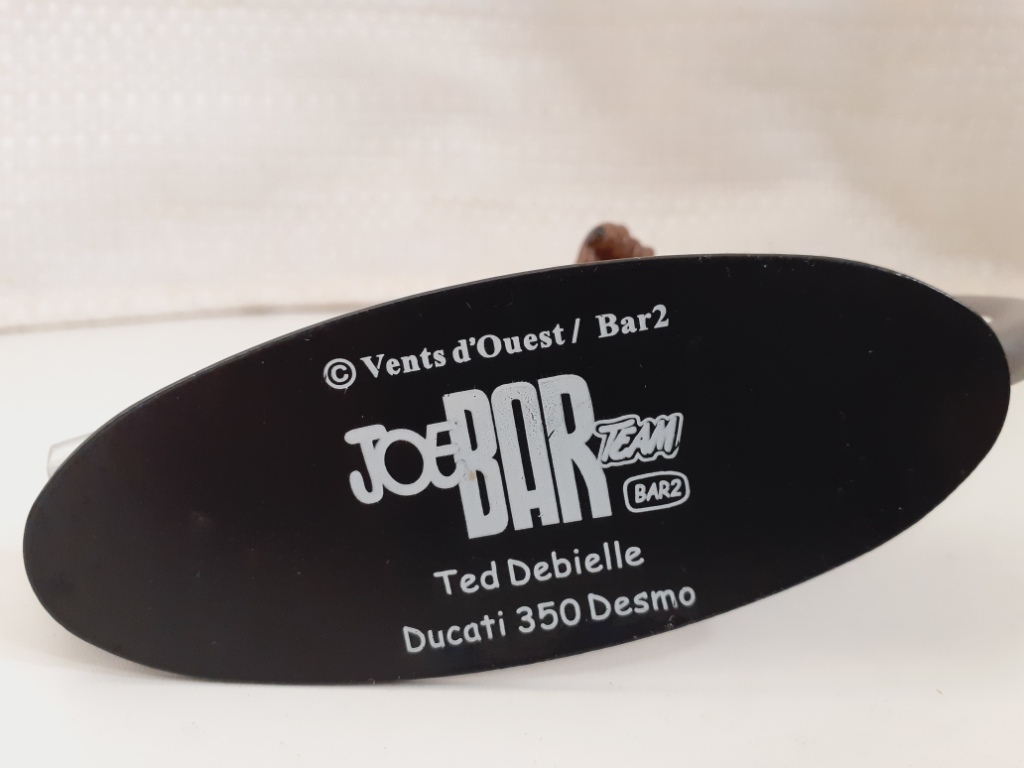 © Vents d'Ouest / Bar2
JOE BAR TEAM
BAR2
Ted Debielle
Ducati 350 Desmo